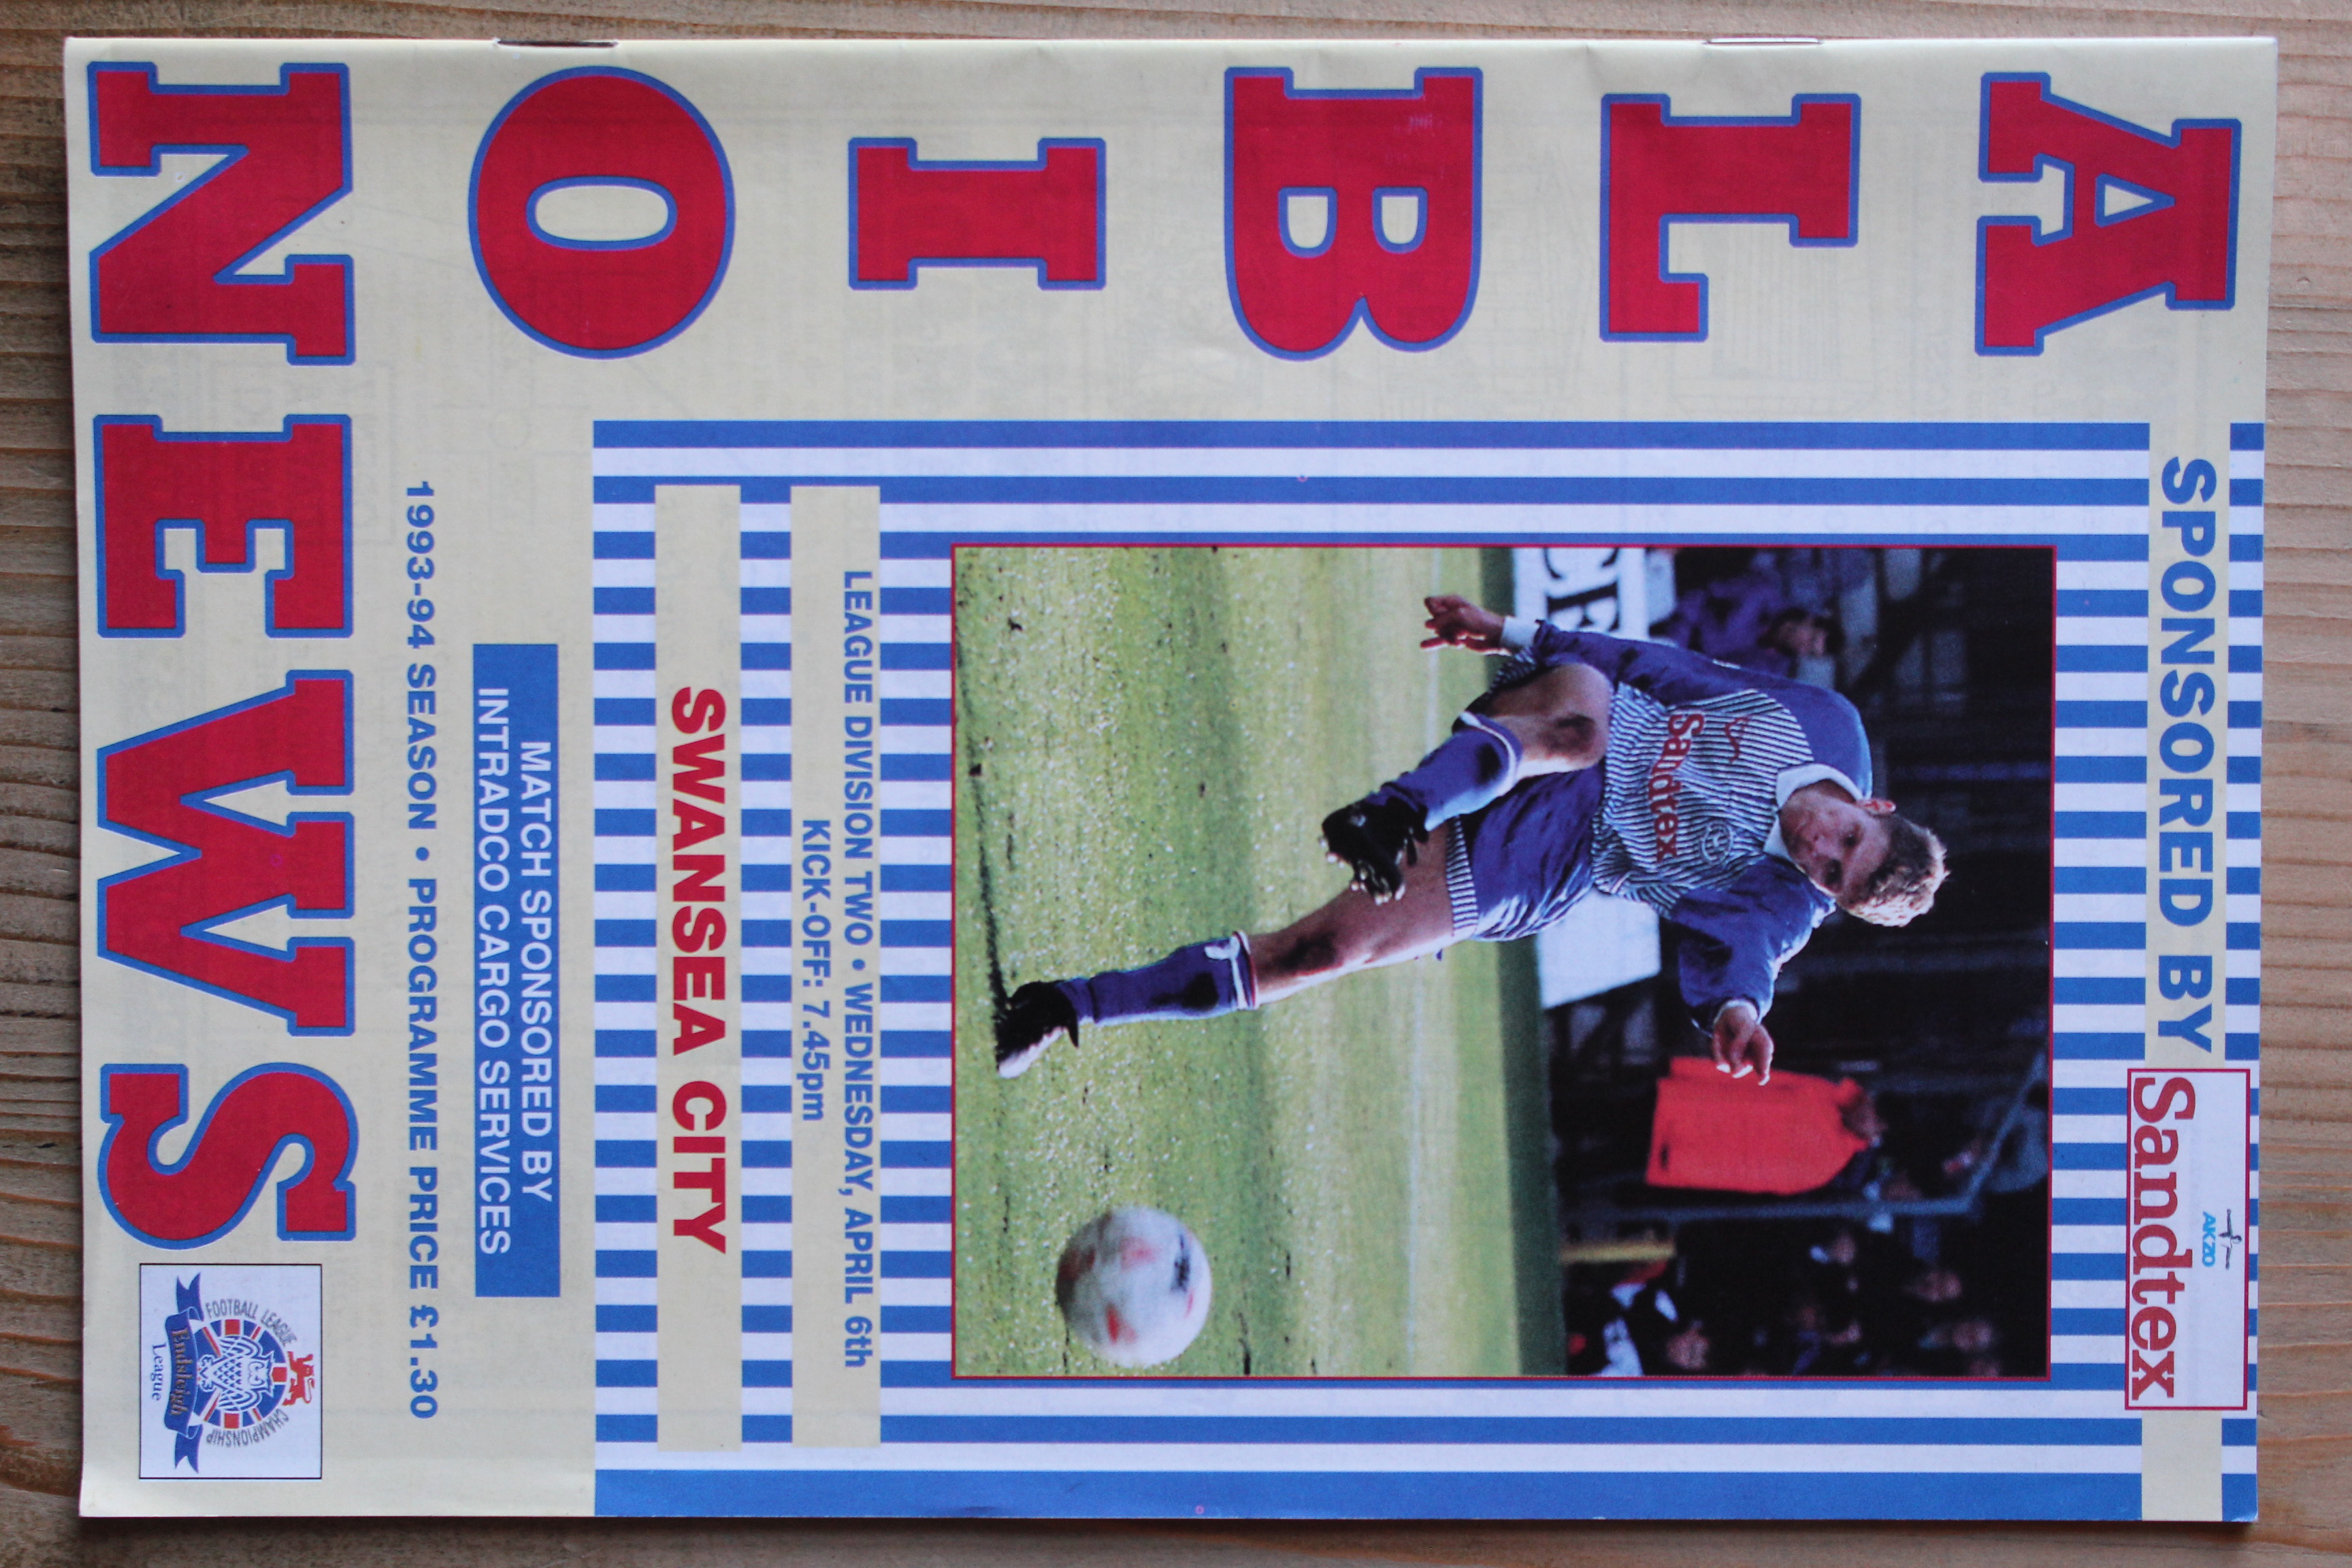 SPONSORED BY
AKZO
Sandtex
ALBION
NEWS
CE
Sandtex
LEAGUE DIVISION TWO • WEDNESDAY, APRIL 6th
KICK-OFF: 7.45pm
SWANSEA CITY
MATCH SPONSORED BY
INTRADCO CARGO SERVICES
1993-94 SEASON • PROGRAMME PRICE £1.30
FOOTBALL LEAGUE
CHAMPIONSHIP
Endsleigh
League